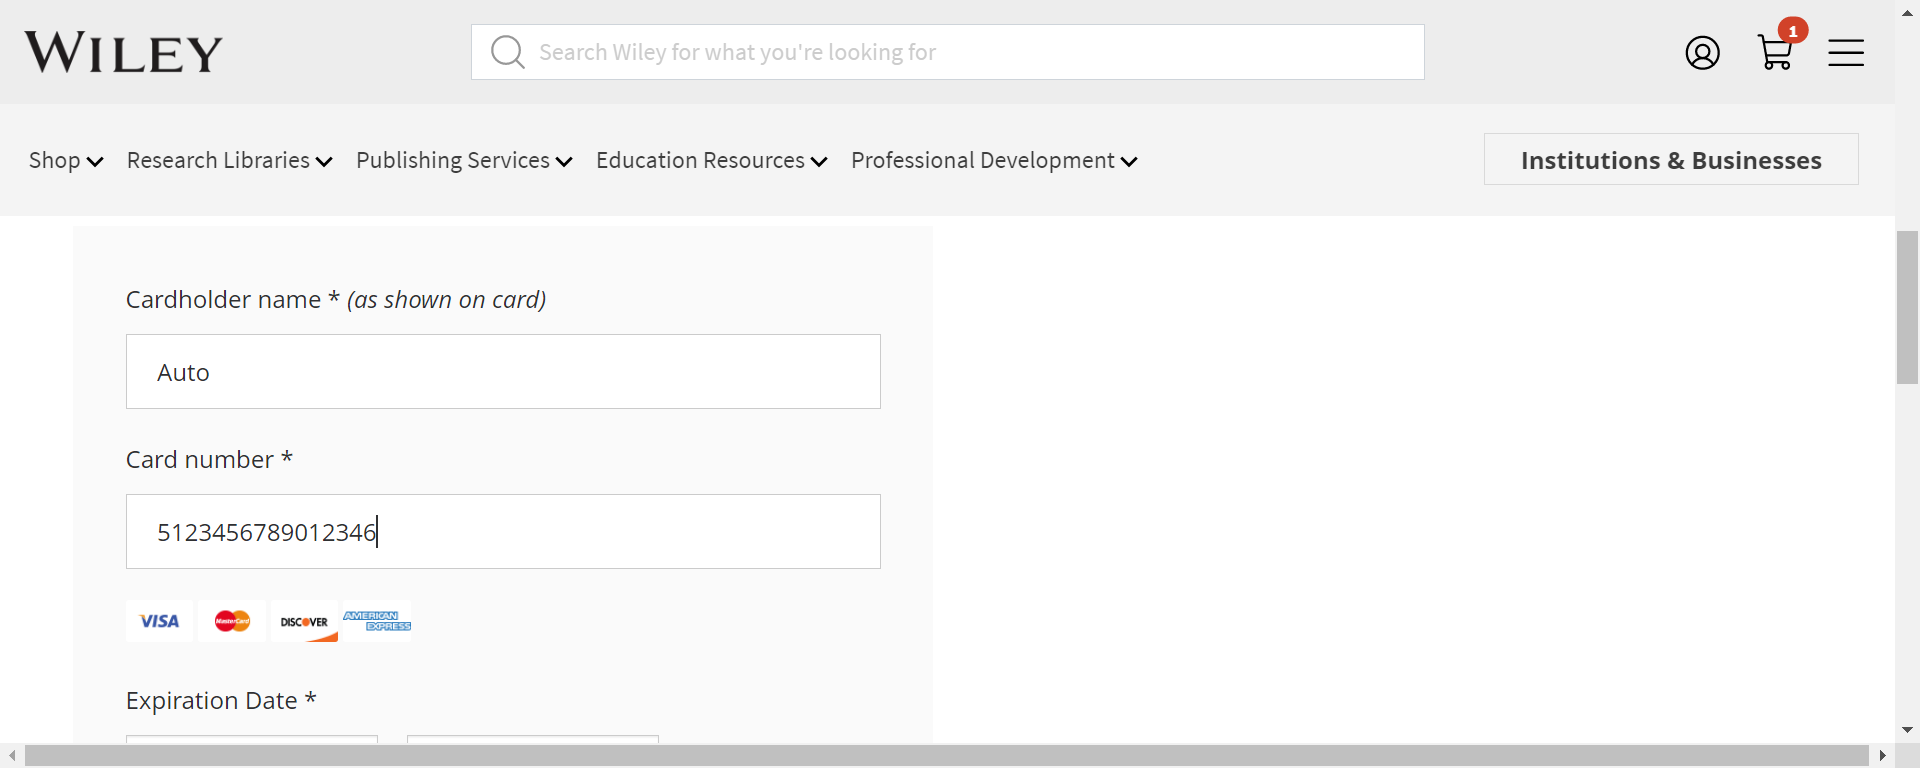 WILEY
Search Wiley for what you're looking for
1
Shop Research Libraries Publishing Services Education Resources Professional Development Institutions & Businesses
Cardholder name * (as shown on card)
Auto
Card number *
5123456789012346
VISA MasterCard DISCOVER AMERICAN EXPRESS
Expiration Date *